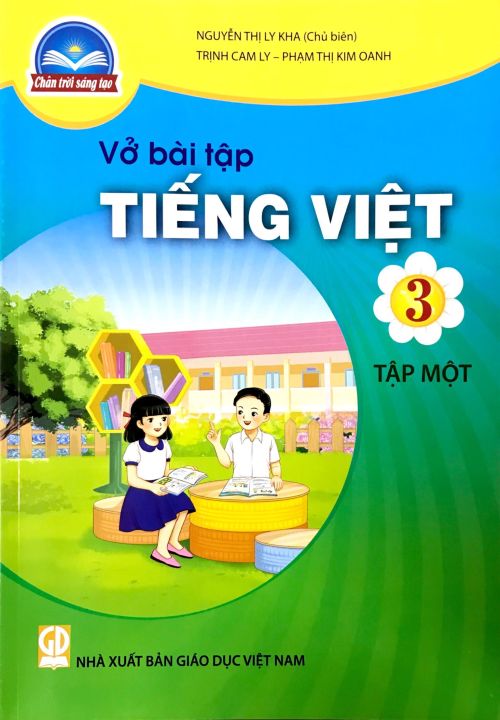 NGUYỄN THỊ LY KHA (Chủ biên)
TRỊNH CAM LY – PHẠM THỊ KIM OANH
Chân trời sáng tạo
Vở bài tập
TIẾNG VIỆT
3
TẬP MỘT
GD
NHÀ XUẤT BẢN GIÁO DỤC VIỆT NAM